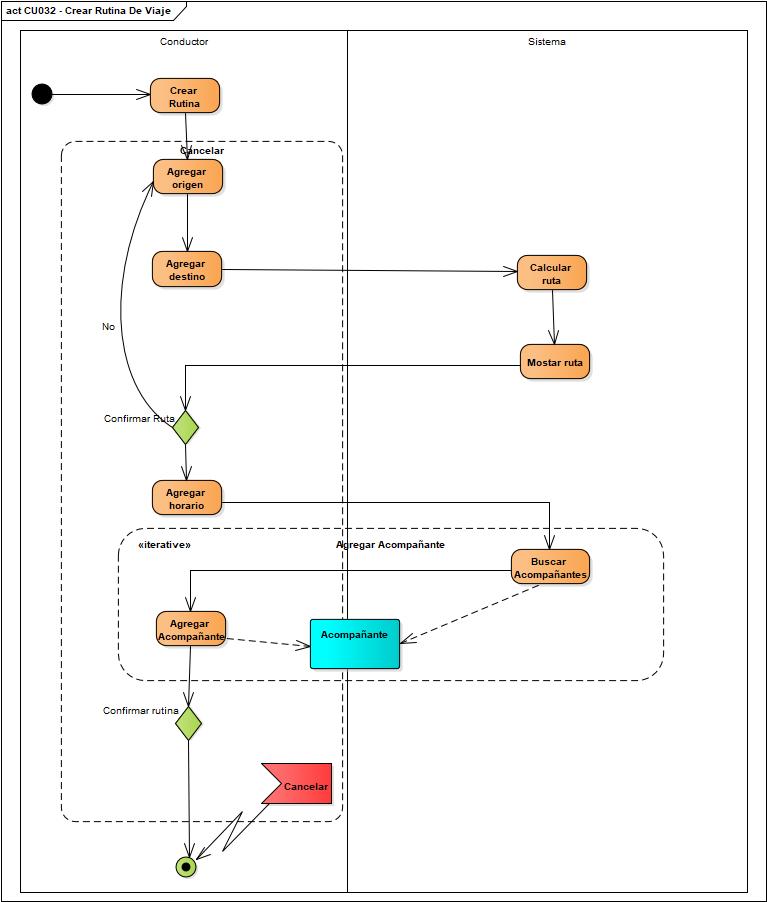 act CU032 - Crear Rutina De Viaje
Conductor
Sistema
Crear
Rutina
Cancelar
Agregar
origen
Agregar
destino
Calcular
ruta
No
Mostar ruta
Confirmar Ruta
Agregar
horario
«iterative»
Agregar Acompañante
Buscar
Acompañantes
Agregar
Acompañante
Acompañante
Confirmar rutina
Cancelar